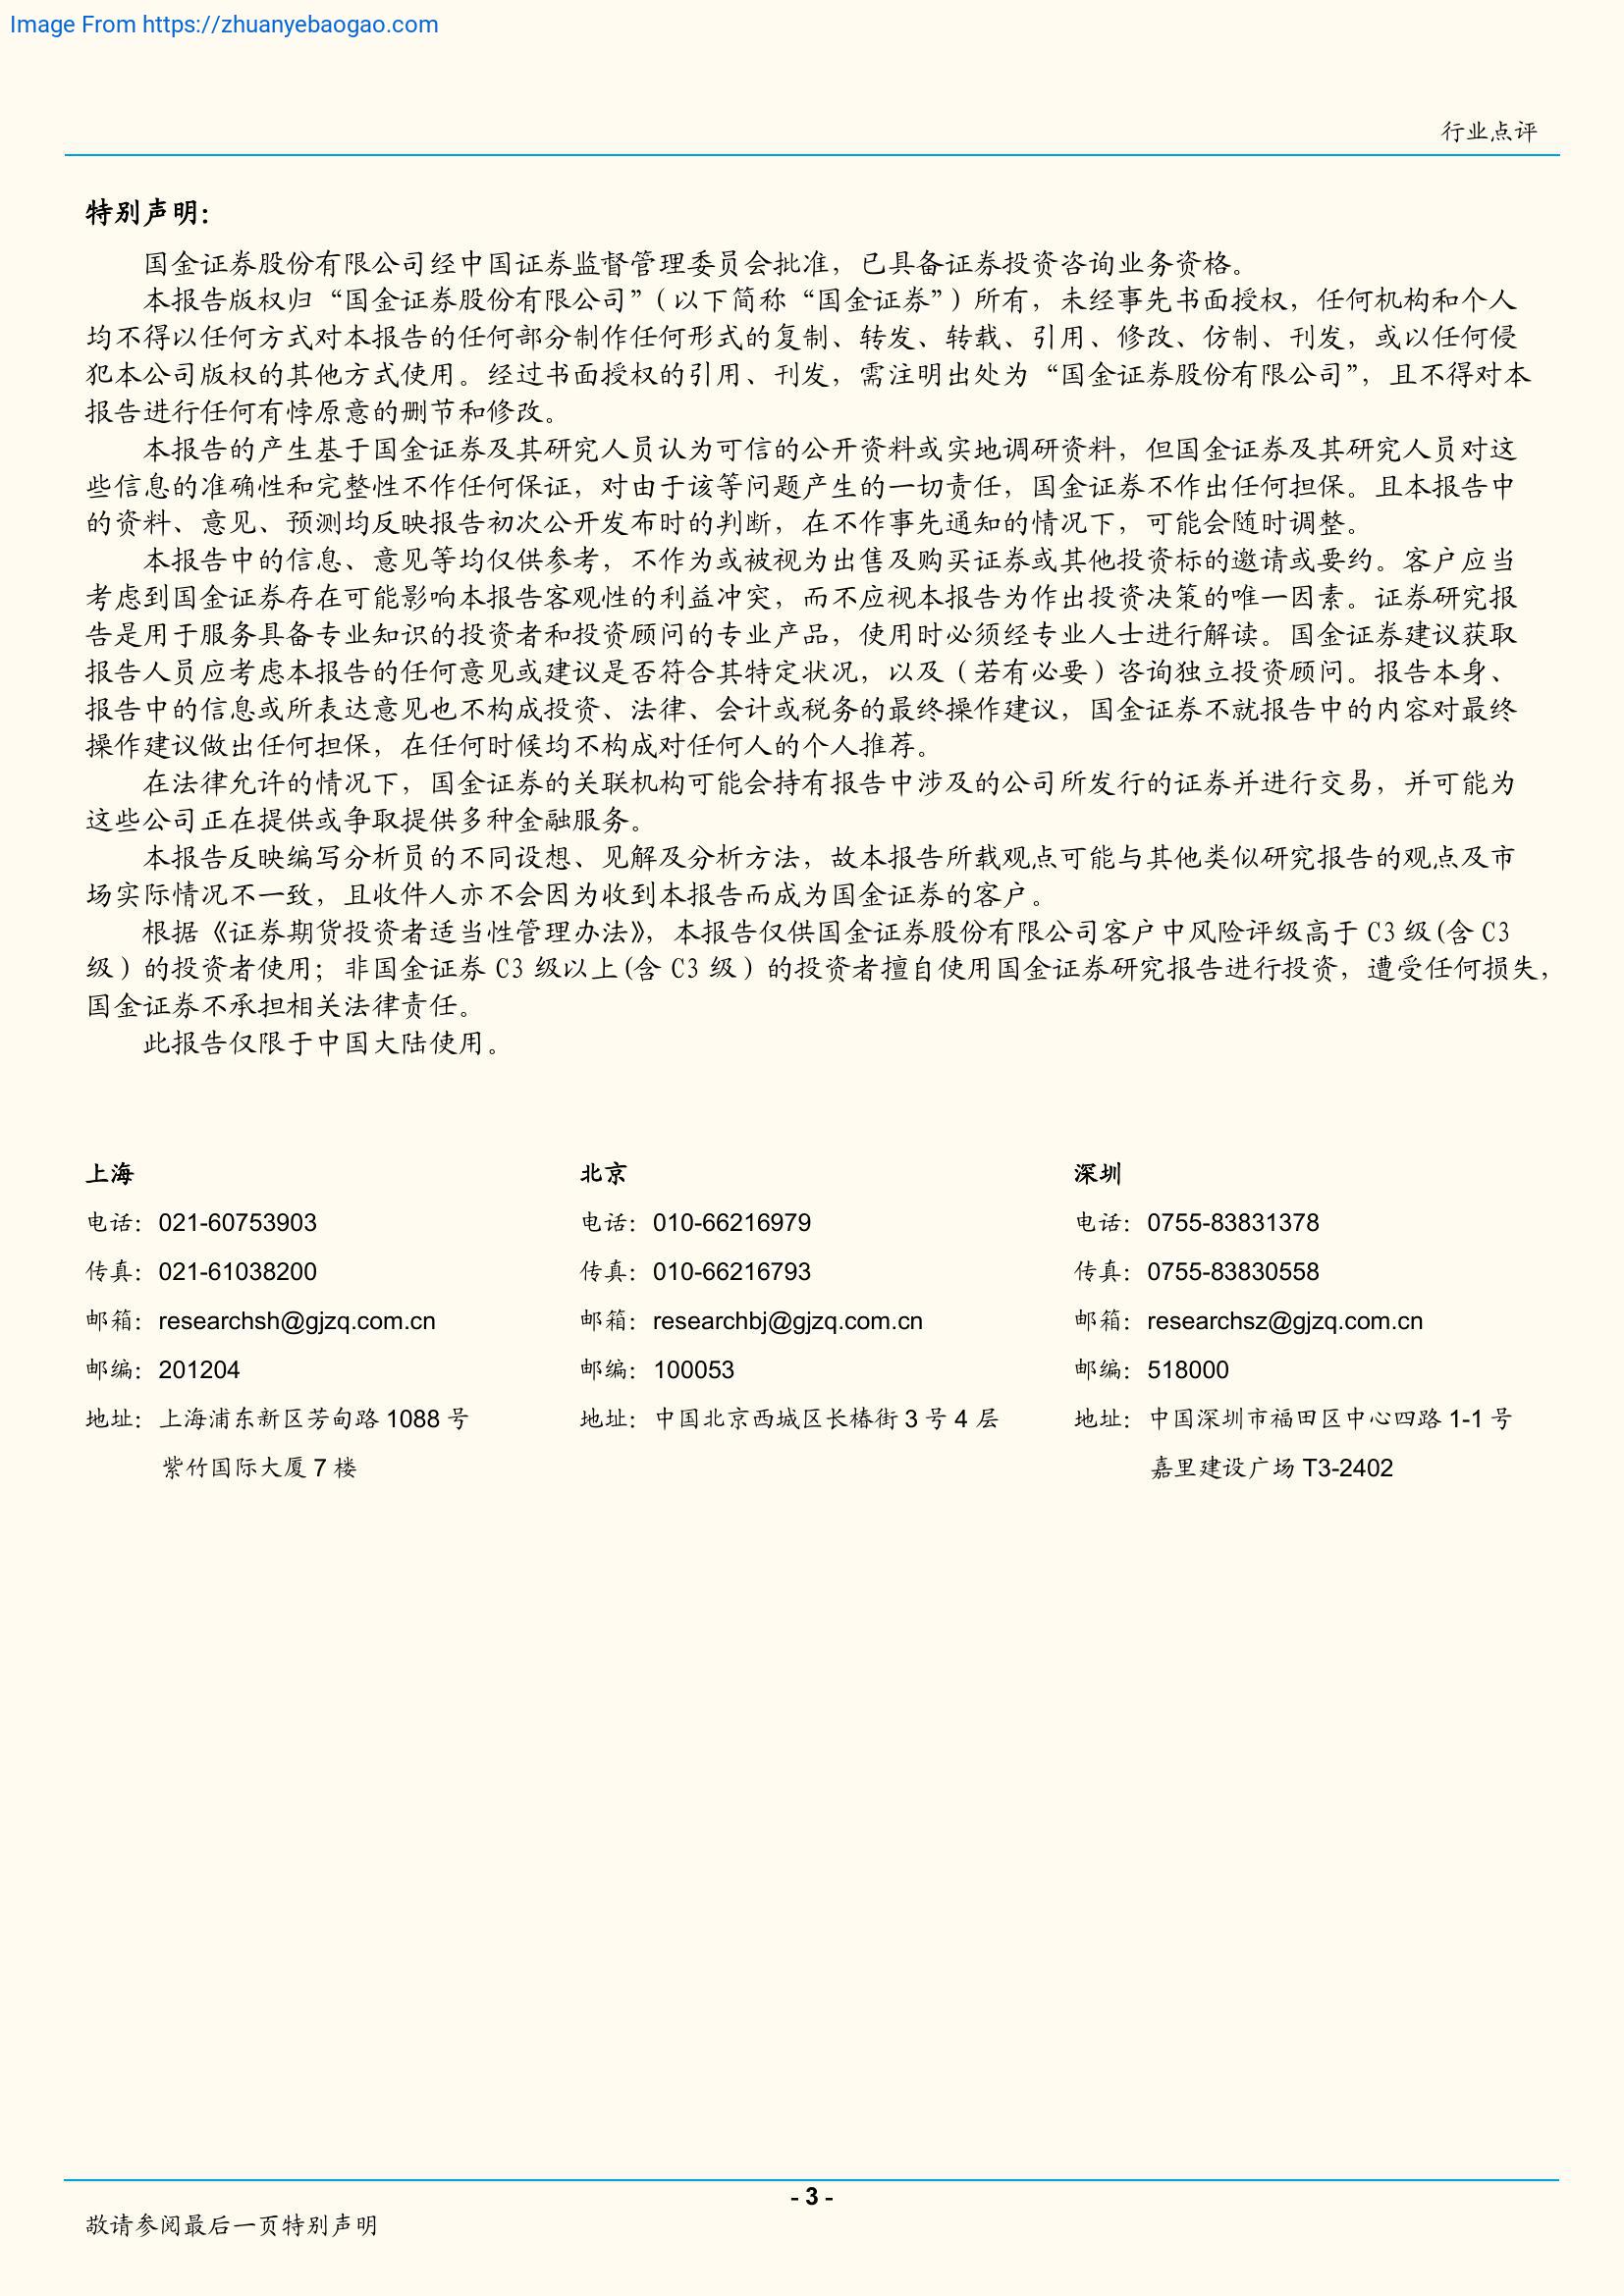 Image From https://zhuanyebaogao.com
行业点评
特别声明：
国金证券股份有限公司经中国证券监督管理委员会批准，已具备证券投资咨询业务资格。
本报告版权归“国金证券股份有限公司”（以下简称“国金证券”）所有，未经事先书面授权，任何机构和个人
均不得以任何方式对本报告的任何部分制作任何形式的复制、转发、转载、引用、修改、仿制、刊发，或以任何侵
犯本公司版权的其他方式使用。经过书面授权的引用、刊发，需注明出处为“国金证券股份有限公司”，且不得对本
报告进行任何有悖原意的删节和修改。
本报告的产生基于国金证券及其研究人员认为可信的公开资料或实地调研资料，但国金证券及其研究人员对这
些信息的准确性和完整性不作任何保证，对由于该等问题产生的一切责任，国金证券不作出任何担保。且本报告中
的资料、意见、预测均反映报告初次公开发布时的判断，在不作事先通知的情况下，可能会随时调整。
本报告中的信息、意见等均仅供参考，不作为或被视为出售及购买证券或其他投资标的邀请或要约。客户应当
考虑到国金证券存在可能影响本报告客观性的利益冲突，而不应视本报告为作出投资决策的唯一因素。证券研究报
告是用于服务具备专业知识的投资者和投资顾问的专业产品，使用时必须经专业人士进行解读。国金证券建议获取
报告人员应考虑本报告的任何意见或建议是否符合其特定状况，以及（若有必要）咨询独立投资顾问。报告本身、
报告中的信息或所表达意见也不构成投资、法律、会计或税务的最终操作建议，国金证券不就报告中的内容对最终
操作建议做出任何担保，在任何时候均不构成对任何人的个人推荐。
在法律允许的情况下，国金证券的关联机构可能会持有报告中涉及的公司所发行的证券并进行交易，并可能为
这些公司正在提供或争取提供多种金融服务。
本报告反映编写分析员的不同设想、见解及分析方法，故本报告所载观点可能与其他类似研究报告的观点及市
场实际情况不一致，且收件人亦不会因为收到本报告而成为国金证券的客户。
根据《证券期货投资者适当性管理办法》，本报告仅供国金证券股份有限公司客户中风险评级高于 C3 级(含 C3
级）的投资者使用；非国金证券 C3 级以上(含 C3 级）的投资者擅自使用国金证券研究报告进行投资，遭受任何损失，
国金证券不承担相关法律责任。
此报告仅限于中国大陆使用。
上海
电话：021-60753903
传真：021-61038200
邮箱：researchsh@gjzq.com.cn
邮编：201204
地址：上海浦东新区芳甸路 1088 号
紫竹国际大厦 7 楼
北京
电话：010-66216979
传真：010-66216793
邮箱：researchbj@gjzq.com.cn
邮编：100053
地址：中国北京西城区长椿街 3 号 4 层
深圳
电话：0755-83831378
传真：0755-83830558
邮箱：researchsz@gjzq.com.cn
邮编：518000
地址：中国深圳市福田区中心四路 1-1 号
嘉里建设广场 T3-2402
- 3 -
敬请参阅最后一页特别声明